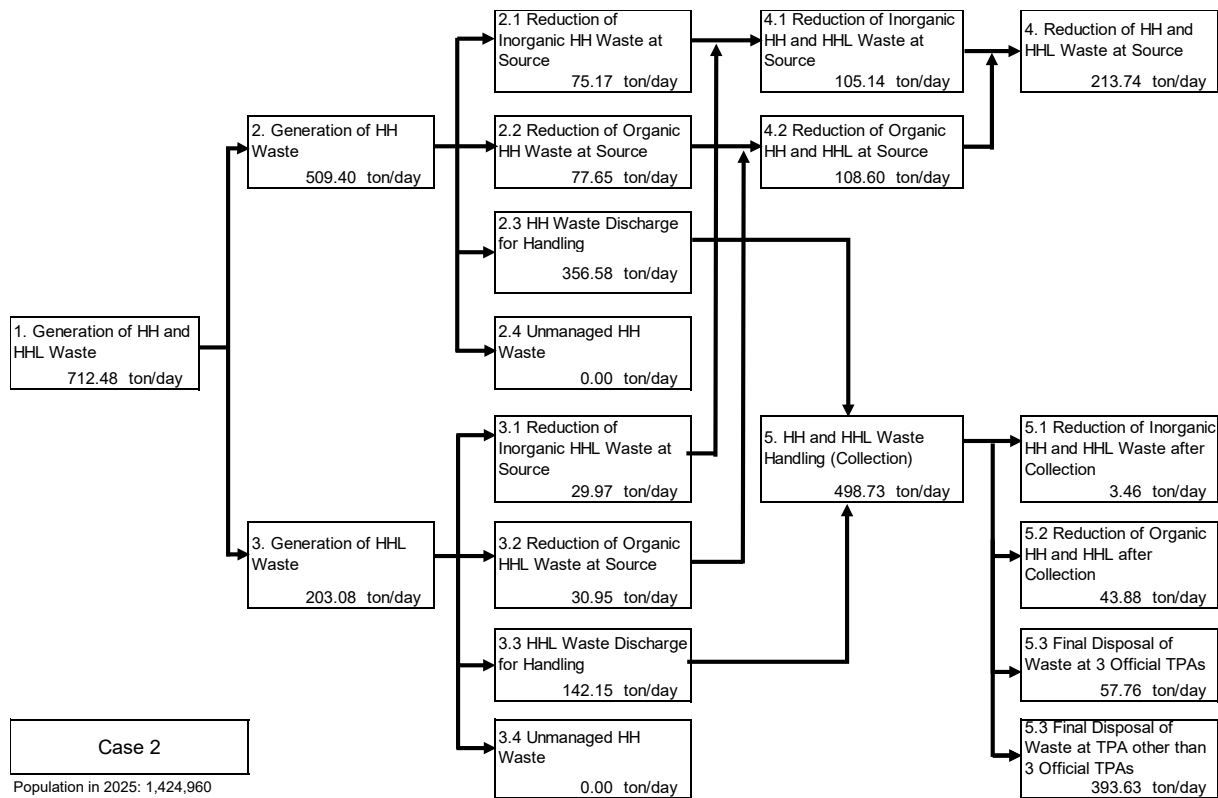 1. Generation of HH and
HHL Waste
712.48 ton/day
2. Generation of HH
Waste
509.40 ton/day
3. Generation of HHL
Waste
203.08 ton/day
2.1 Reduction of
Inorganic HH Waste at
Source
75.17 ton/day
2.2 Reduction of Organic
HH Waste at Source
77.65 ton/day
2.3 HH Waste Discharge
for Handling
356.58 ton/day
2.4 Unmanaged HH
Waste
0.00 ton/day
3.1 Reduction of
Inorganic HHL Waste at
Source
29.97 ton/day
3.2 Reduction of Organic
HHL Waste at Source
30.95 ton/day
3.3 HHL Waste Discharge
for Handling
142.15 ton/day
3.4 Unmanaged HH
Waste
0.00 ton/day
4.1 Reduction of Inorganic
HH and HHL Waste at
Source
105.14 ton/day
4.2 Reduction of Organic
HH and HHL at Source
108.60 ton/day
4. Reduction of HH and
HHL Waste at Source
213.74 ton/day
5. HH and HHL Waste
Handling (Collection)
498.73 ton/day
5.1 Reduction of Inorganic
HH and HHL Waste after
Collection
3.46 ton/day
5.2 Reduction of Organic
HH and HHL after
Collection
43.88 ton/day
5.3 Final Disposal of
Waste at 3 Official TPAs
57.76 ton/day
5.3 Final Disposal of
Waste at TPA other than
3 Official TPAs
393.63 ton/day
Case 2
Population in 2025: 1,424,960